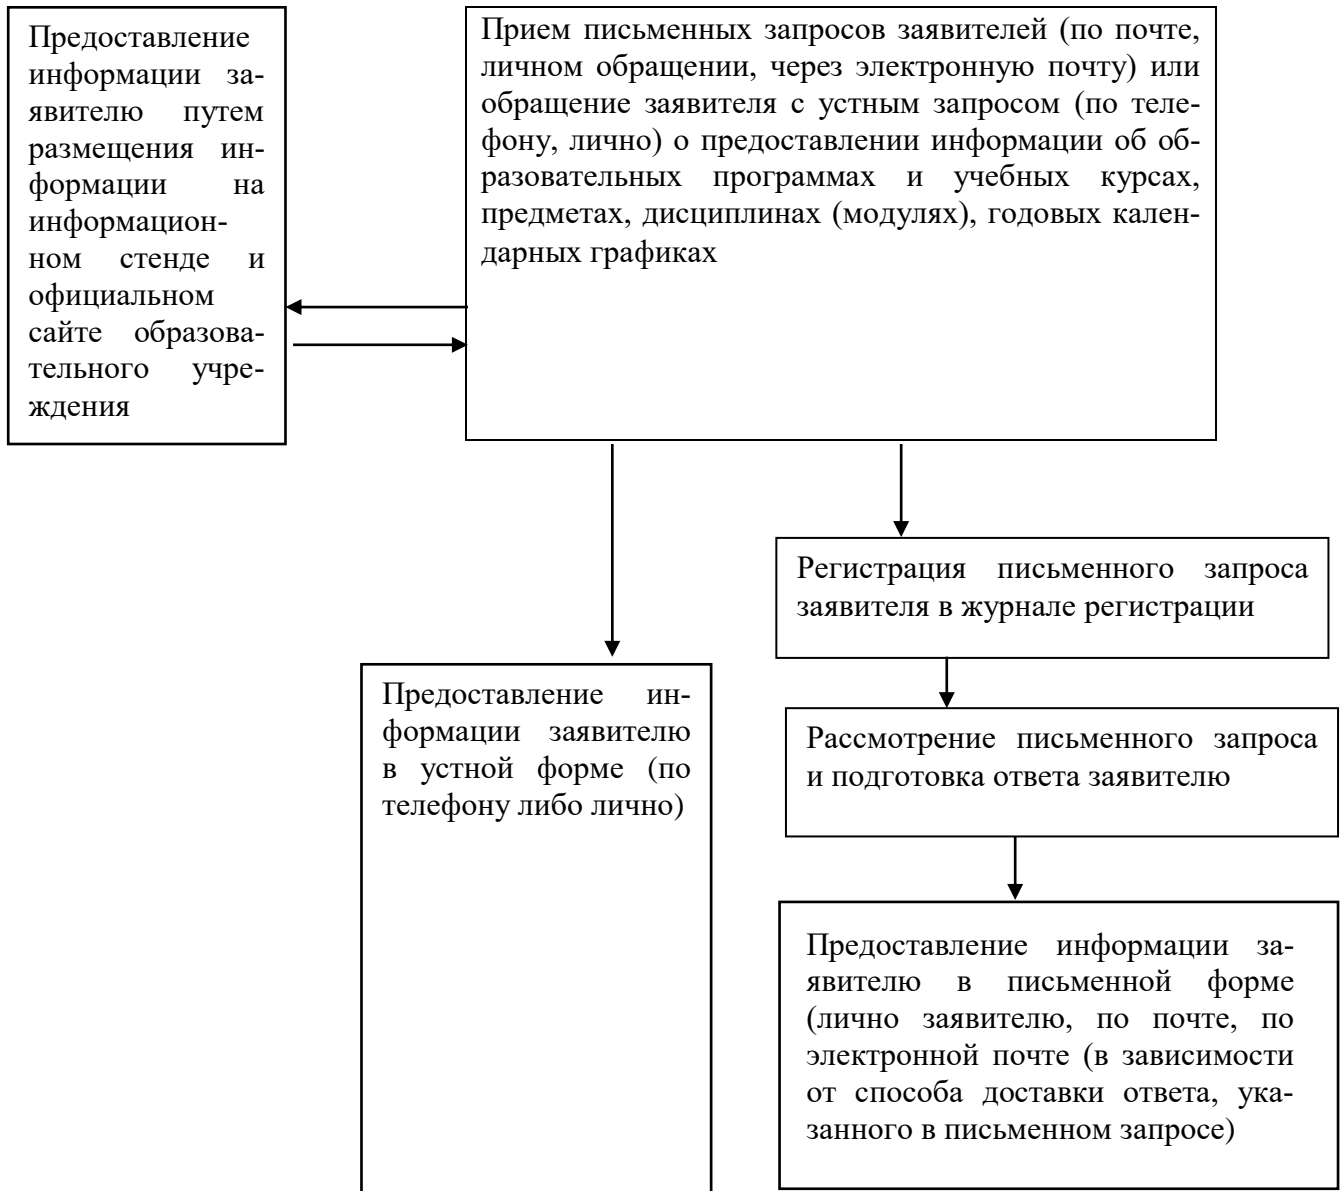 Предоставление
информации за-
явителю путем
размещения ин-
формации на
информацион-
ном стенде и
официальном
сайте образова-
тельного учре-
ждения
Прием письменных запросов заявителей (по почте,
личном обращении, через электронную почту) или
обращение заявителя с устным запросом (по теле-
фону, лично) о предоставлении информации об об-
разовательных программах и учебных курсах,
предметах, дисциплинах (модулях), годовых кален-
дарных графиках
Регистрация письменного запроса
заявителя в журнале регистрации
Предоставление ин-
формации заявителю
в устной форме (по
телефону либо лично)
Рассмотрение письменного запроса
и подготовка ответа заявителю
Предоставление информации за-
явителю в письменной форме
(лично заявителю, по почте, по
электронной почте (в зависимости
от способа доставки ответа, ука-
занного в письменном запросе)